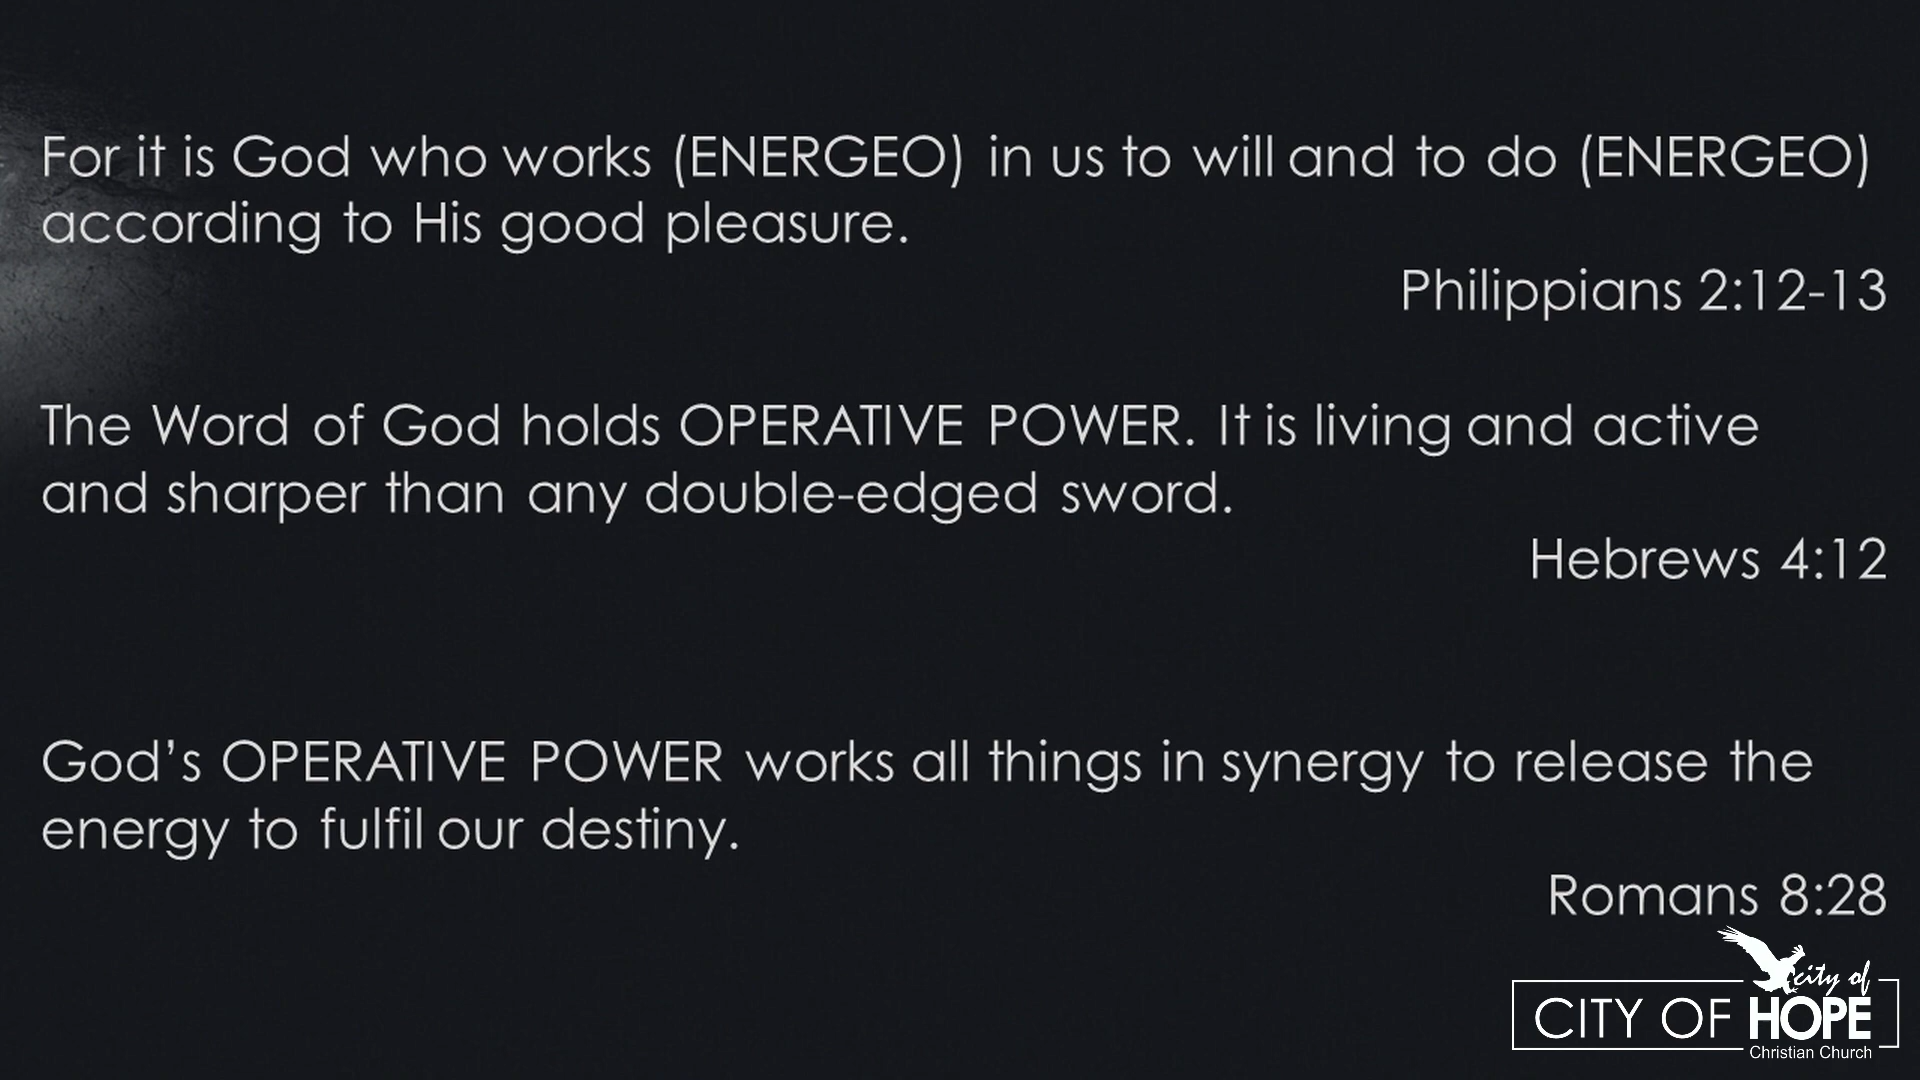 For it is God who works (ENERGEO) in us to will and to do (ENERGEO)
according to His good pleasure.
Philippians 2:12-13
The Word of God holds OPERATIVE POWER. It is living and active
and sharper than any double-edged sword.
Hebrews 4:12
God’s OPERATIVE POWER works all things in synergy to release the
energy to fulfil our destiny.
Romans 8:28
city of
CITY OF HOPE
Christian Church